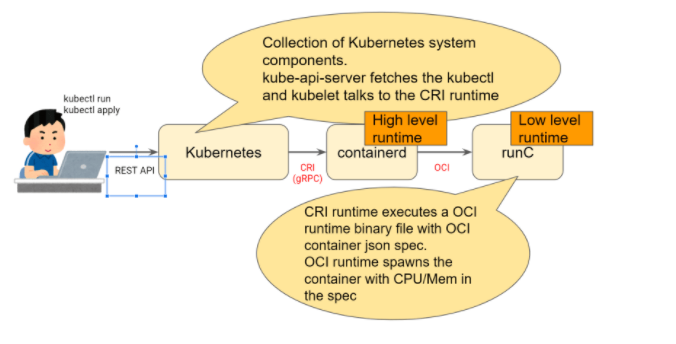 Collection of Kubernetes system
components.
kube-api-server fetches the kubectl
and kubelet talks to the CRI runtime
kubectl run
kubectl apply
REST API
Kubernetes
CRI
(gRPC)
High level
runtime
containerd
OCI
Low level
runtime
runC
CRI runtime executes a OCI
runtime binary file with OCI
container json spec.
OCI runtime spawns the
container with CPU/Mem in
the spec